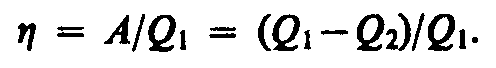 η = A/Q₁ = (Q₁−Q₂)/Q₁.